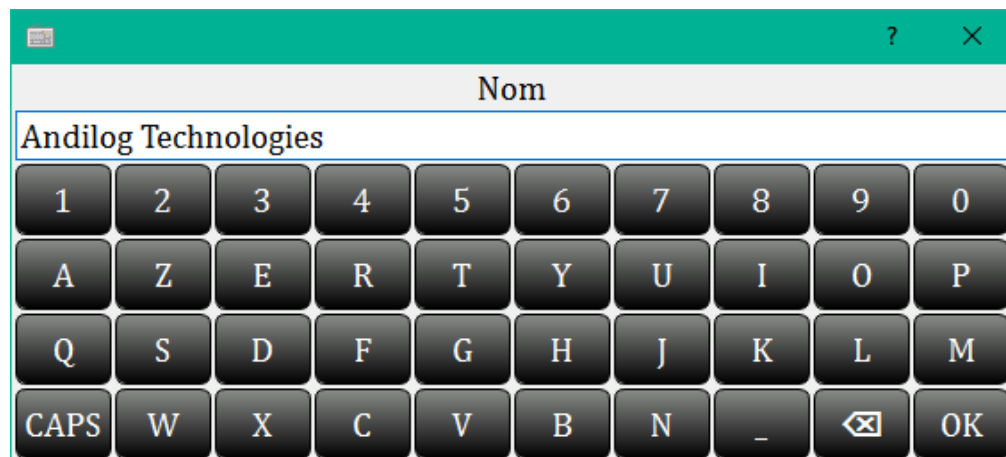 ?
Nom
Andilog Technologies
1 2 3 4 5 6 7 8 9 0
A Z E R T Y U I O P
Q S D F G H J K L M
CAPS W X C V B N _ OK